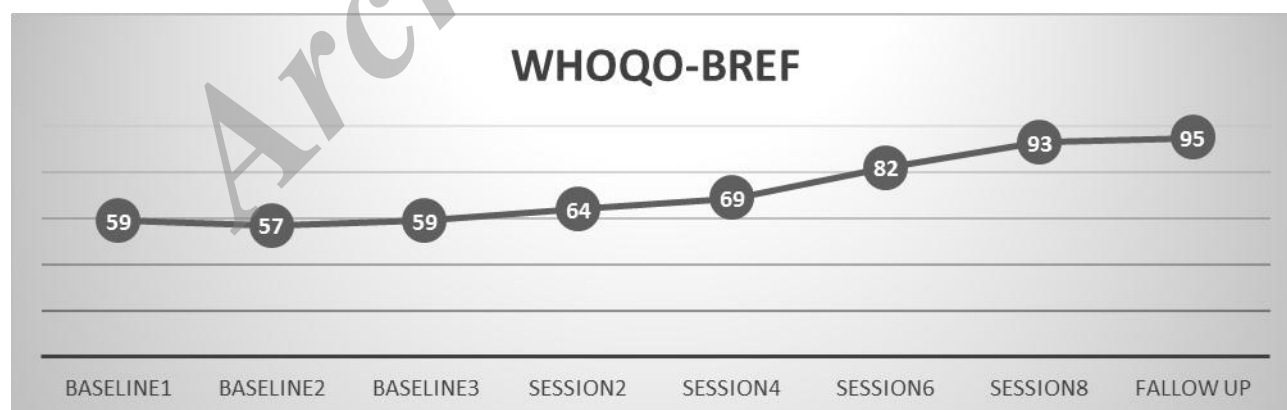 WHOQO-BREF
59 57 59 64 69 82 93 95
BASELINE1 BASELINE2 BASELINE3 SESSION2 SESSION4 SESSION6 SESSION8 FALLOW UP